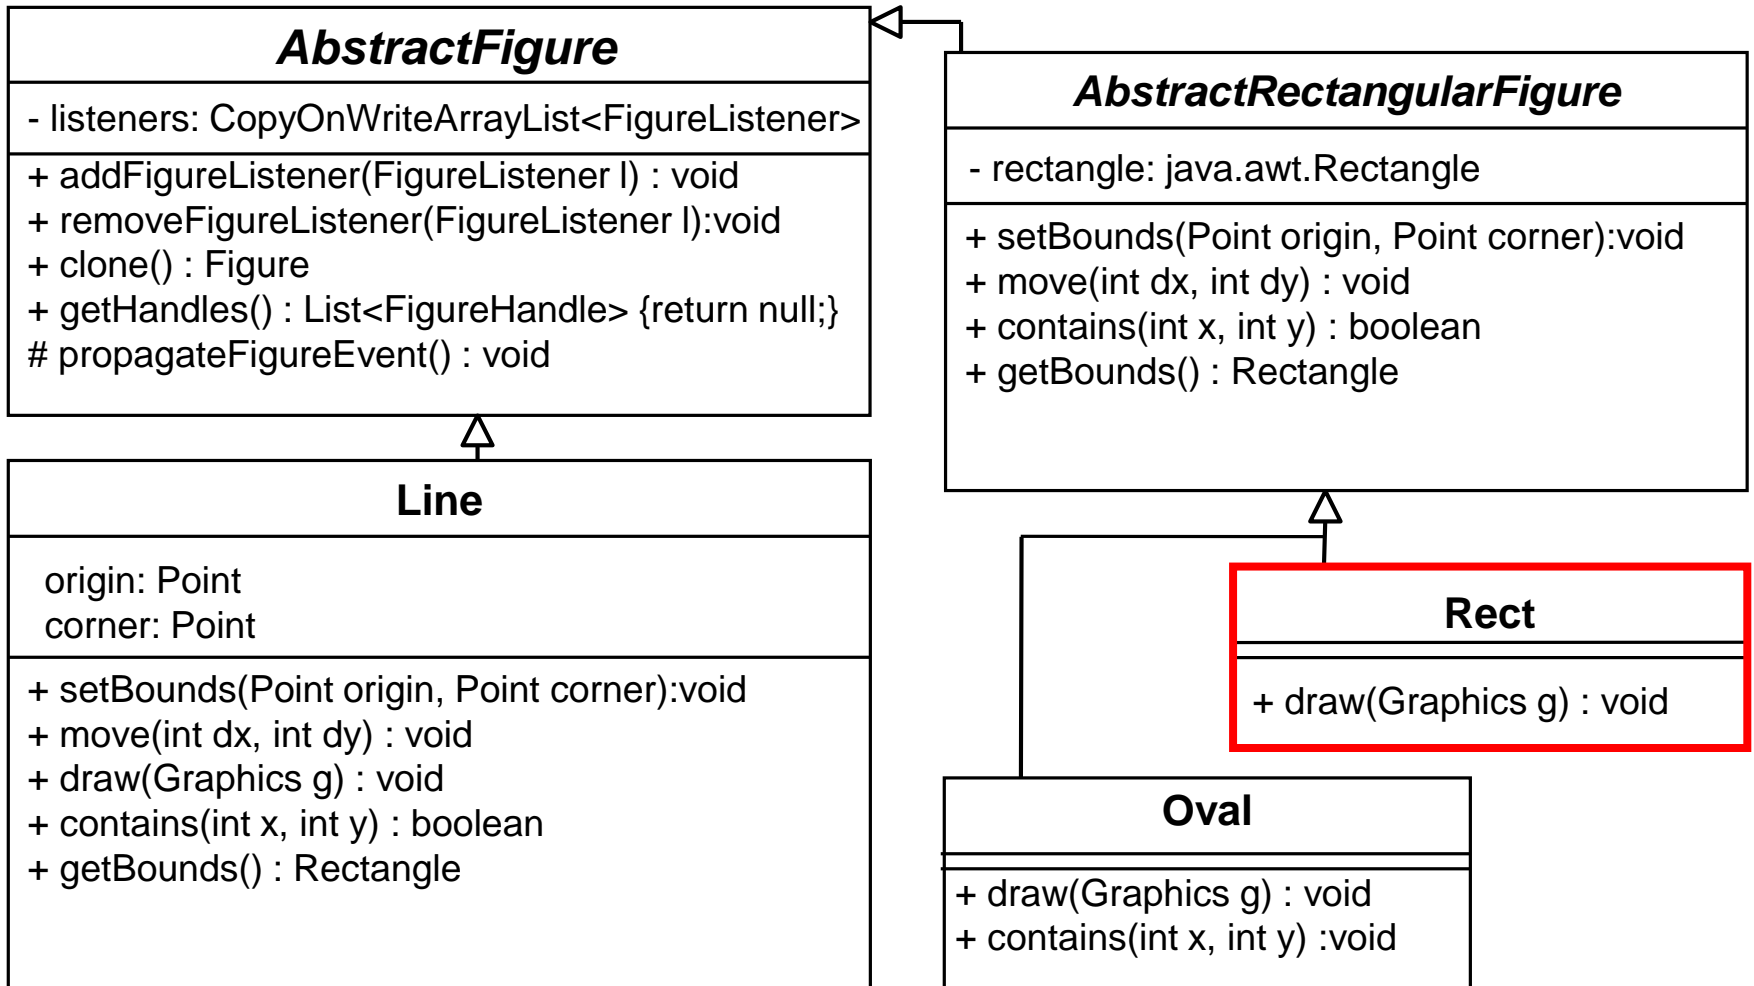 AbstractFigure
- listeners: CopyOnWriteArrayList<FigureListener>
+ addFigureListener(FigureListener l) : void
+ removeFigureListener(FigureListener l):void
+ clone() : Figure
+ getHandles() : List<FigureHandle> {return null;}
# propagateFigureEvent() : void
AbstractRectangularFigure
- rectangle: java.awt.Rectangle
+ setBounds(Point origin, Point corner):void
+ move(int dx, int dy) : void
+ contains(int x, int y) : boolean
+ getBounds() : Rectangle
Line
origin: Point
corner: Point
+ setBounds(Point origin, Point corner):void
+ move(int dx, int dy) : void
+ draw(Graphics g) : void
+ contains(int x, int y) : boolean
+ getBounds() : Rectangle
Rect
+ draw(Graphics g) : void
Oval
+ draw(Graphics g) : void
+ contains(int x, int y) :void